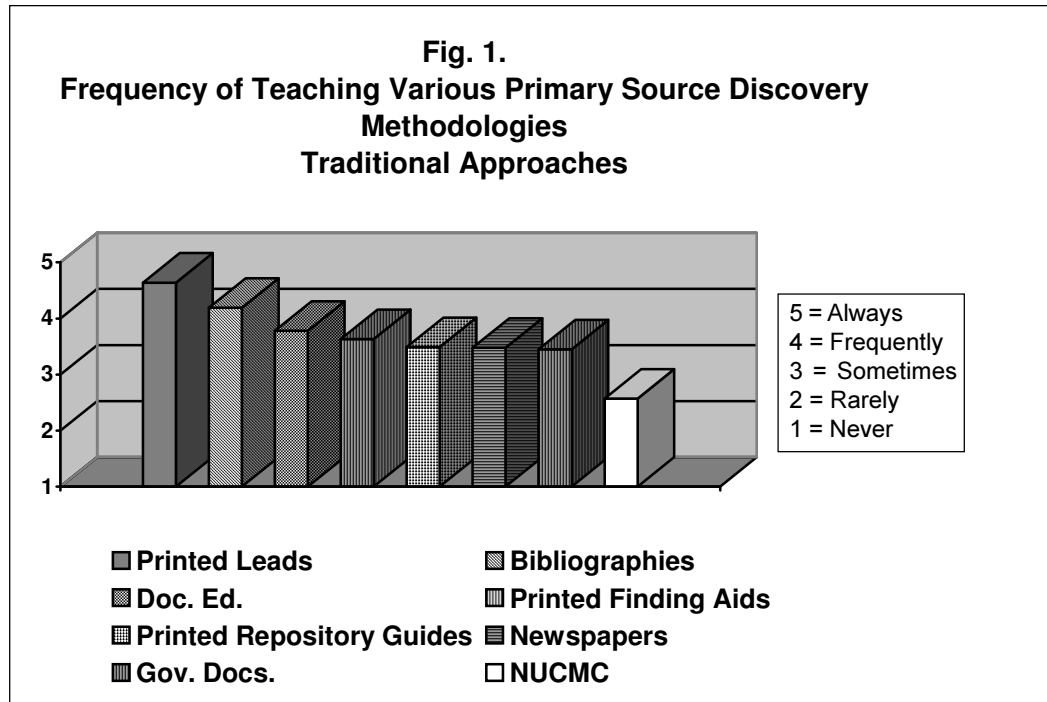 Fig. 1.
Frequency of Teaching Various Primary Source Discovery
Methodologies
Traditional Approaches
5
4
3
2
1
5 = Always
4 = Frequently
3 = Sometimes
2 = Rarely
1 = Never
Printed Leads
Bibliographies
Doc. Ed.
Printed Finding Aids
Printed Repository Guides
Newspapers
Gov. Docs.
NUCMC